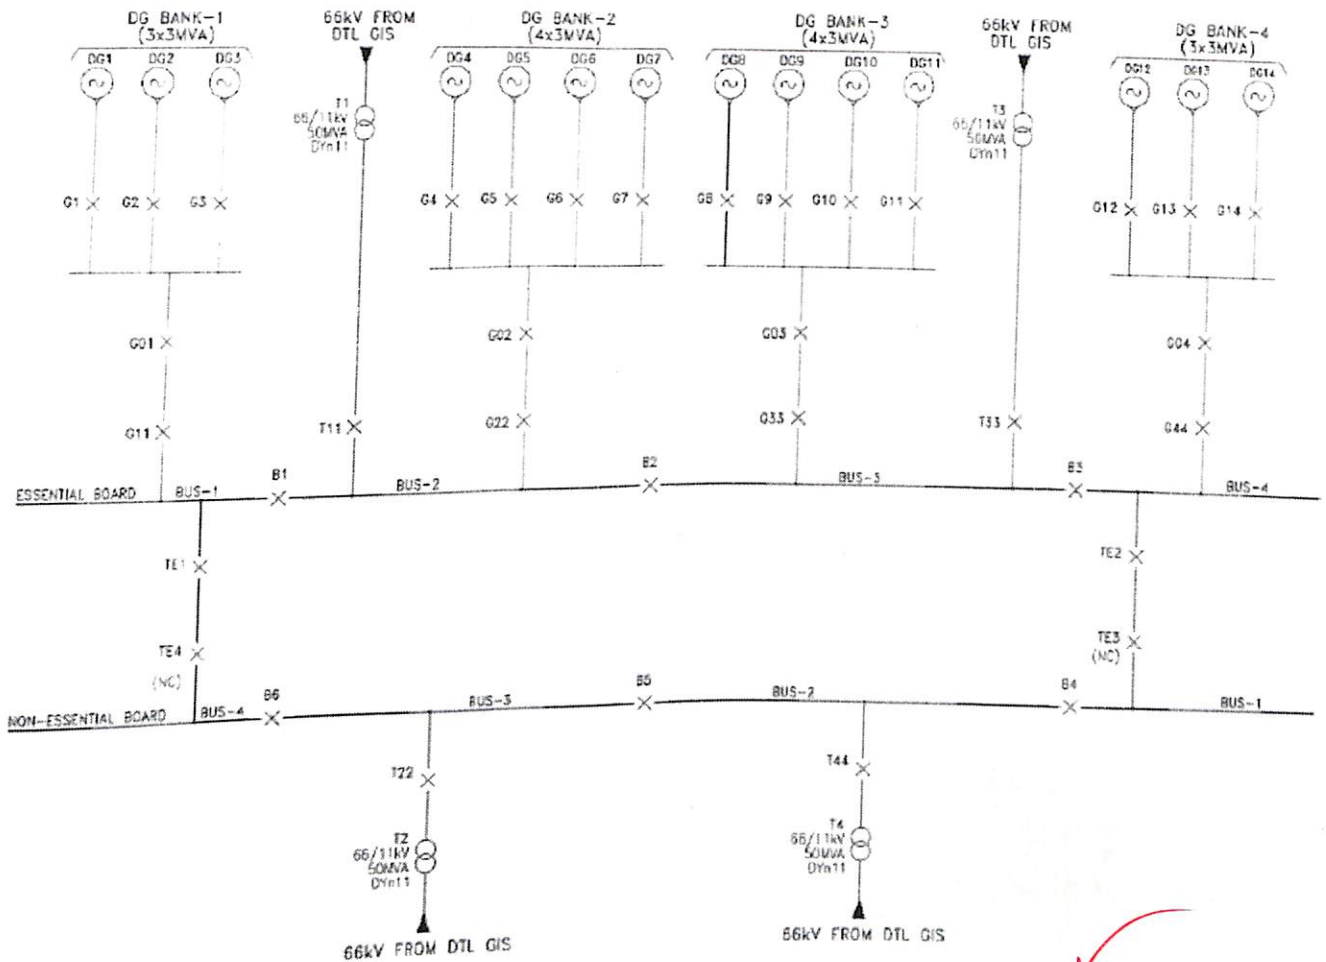 DG BANK-1
(3x3MVA)
66kV FROM
DTL GIS
DG BANK-2
(4x3MVA)
DG BANK-3
(4x3MVA)
66kV FROM
DTL GIS
DG BANK-4
(3x3MVA)
DG1 DG2 DG3
DG4 DG5 DG6 DG7
DG8 DG9 DG10 DG11
DG12 DG13 DG14
T1
66/11kV
50MVA
DYn11
T3
66/11kV
50MVA
DYn11
G1 G2 G3
G4 G5 G6 G7
G8 G9 G10 G11
G12 G13 G14
G01
G02
G03
G04
G11
T11
G22
G33
T33
G44
B1
B2
B3
ESSENTIAL BOARD
BUS-1
BUS-2
BUS-3
BUS-4
TE1
TE2
TE4
(NC)
TE3
(NC)
B6
B5
B4
NON-ESSENTIAL BOARD
BUS-4
BUS-3
BUS-2
BUS-1
T22
T44
66/11kV
50MVA
DYn11
T4
66/11kV
50MVA
DYn11
66kV FROM DTL GIS
66kV FROM DTL GIS